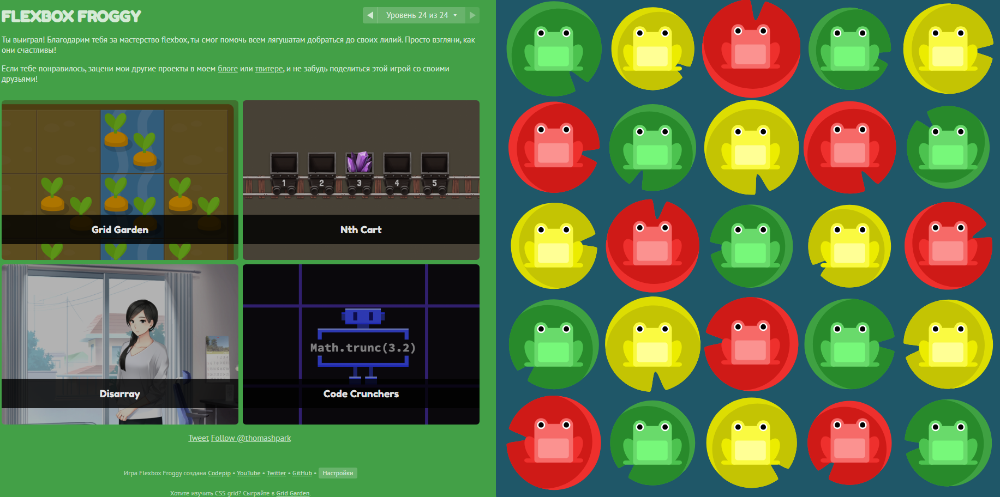 FLEXBOX FROGGY
Уровень 24 из 24
Ты выиграл! Благодарим тебя за мастерство flexbox, ты смог помочь всем лягушатам добраться до своих лилий. Просто взгляни, как
они счастливы!
Если тебе понравилось, зацени мои другие проекты в моем блоге или твитере, и не забудь поделиться этой игрой со своими
друзьями!
1 2 3 4 5
Grid Garden
Nth Cart
Math.trunc(3.2)
Disarray
Code Crunchers
Tweet Follow @thomashpark
Игра Flexbox Froggy создана Codepip • YouTube • Twitter • GitHub • Настройки
Хотите изучить CSS grid? Сыграйте в Grid Garden.